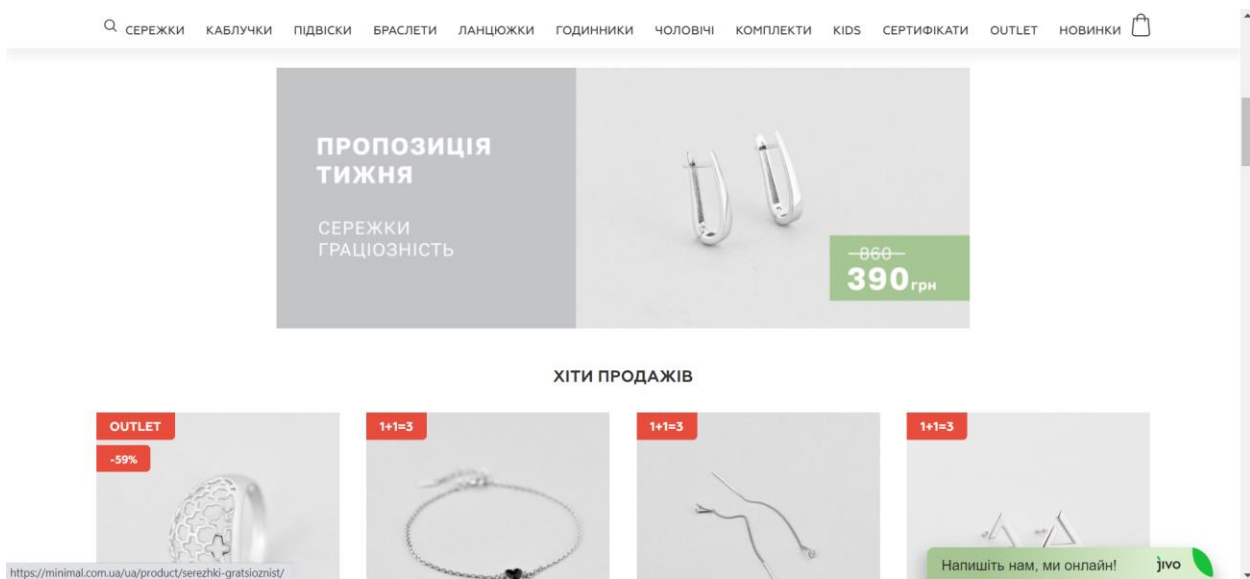 СЕРЕЖКИ КАБЛУЧКИ ПІДВІСКИ БРАСЛЕТИ ЛАНЦЮЖКИ ГОДИННИКИ ЧОЛОВІЧІ КОМПЛЕКТИ KIDS СЕРТИФІКАТИ OUTLET НОВИНКИ
ПРОПОЗИЦІЯ
ТИЖНЯ
СЕРЕЖКИ
ГРАЦІОЗНІСТЬ
860
390грн
ХІТИ ПРОДАЖІВ
OUTLET
-59%
1+1=3
1+1=3
1+1=3
Напишіть нам, ми онлайн! jivo
https://minimal.com.ua/ua/product/serezhki-gratsioznist/